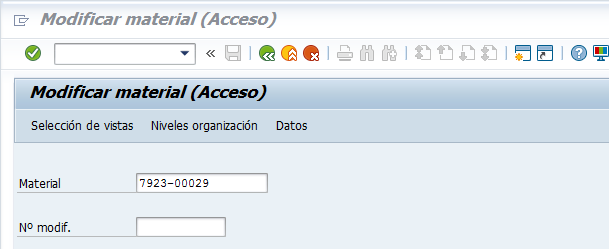 Modificar material (Acceso)
Modificar material (Acceso)
Selección de vistas Niveles organización Datos
Material 7923-00029
Nº modif.